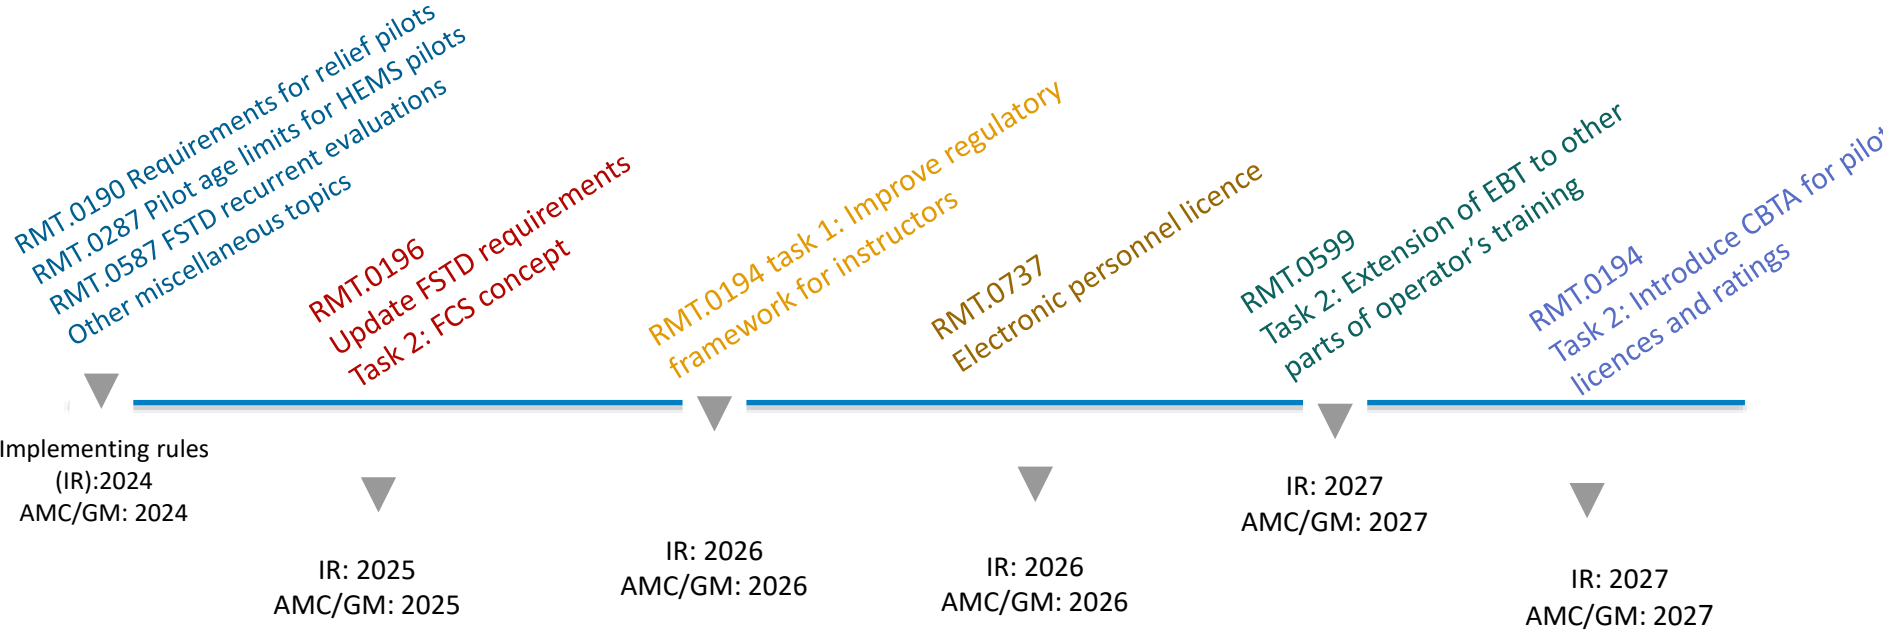 RMT.0190 Requirements for relief pilots
RMT.0287 Pilot age limits for HEMS pilots
RMT.0587 FSTD recurrent evaluations
Other miscellaneous topics
Implementing rules
(IR):2024
AMC/GM: 2024
RMT.0196
Update FSTD requirements
Task 2: FCS concept
IR: 2025
AMC/GM: 2025
RMT.0194 task 1: Improve regulatory
framework for instructors
IR: 2026
AMC/GM: 2026
RMT.0737
Electronic personnel licence
IR: 2026
AMC/GM: 2026
RMT.0599
Task 2: Extension of EBT to other
parts of operator’s training
IR: 2027
AMC/GM: 2027
RMT.0194
Task 2: Introduce CBTA for pilot
licences and ratings
IR: 2027
AMC/GM: 2027